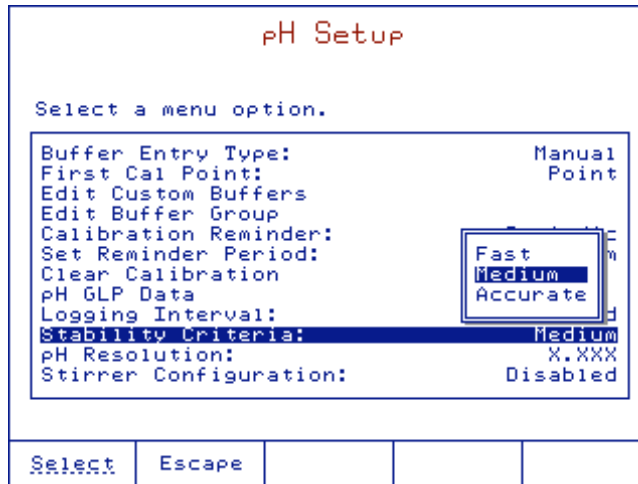 pH Setup
Select a menu option.
Buffer Entry Type: Manual
First Cal Point: Point
Edit Custom Buffers
Edit Buffer Group
Calibration Reminder:
Set Reminder Period:
Clear Calibration
pH GLP Data
Logging Interval:
Stability Criteria: Medium
pH Resolution: X.XXX
Stirrer Configuration: Disabled
Fast
Medium
Accurate
Select Escape